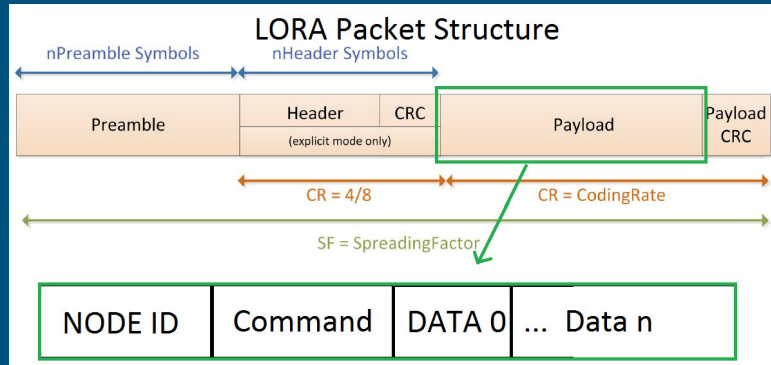 LORA Packet Structure
nPreamble Symbols
nHeader Symbols
Preamble
Header
CRC
(explicit mode only)
Payload
Payload
CRC
CR = 4/8
CR = CodingRate
SF = SpreadingFactor
NODE ID
Command
DATA 0
... Data n